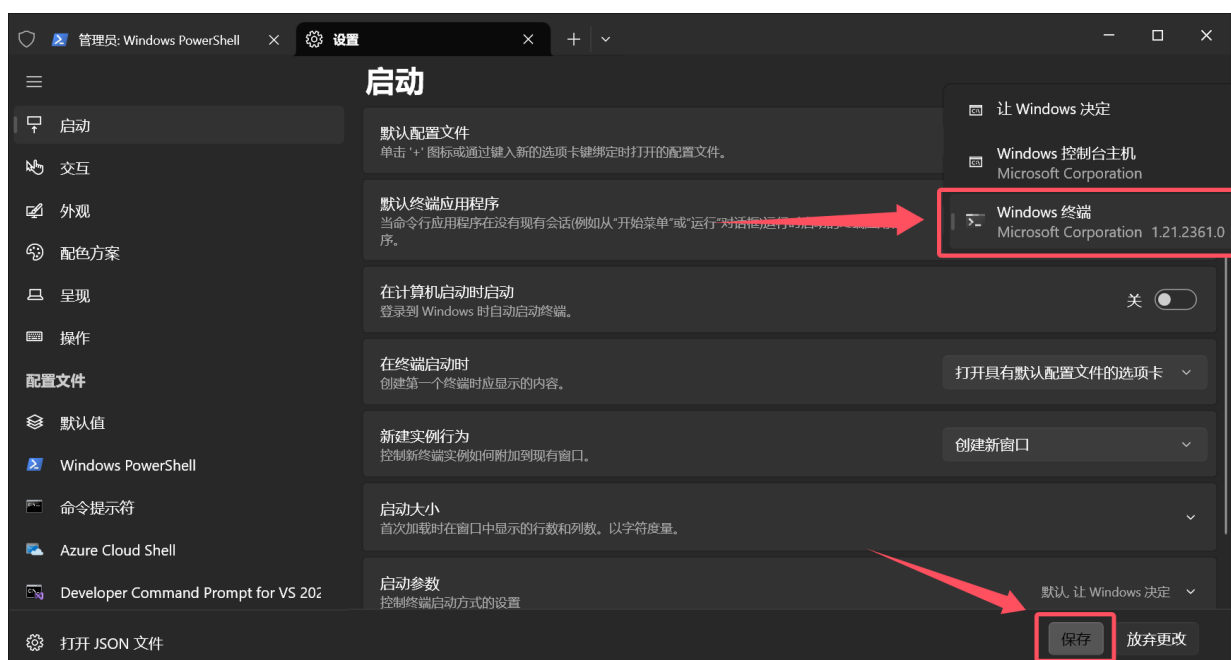 管理员: Windows PowerShell
设置
启动
交互
外观
配色方案
呈现
操作
配置文件
默认值
Windows PowerShell
命令提示符
Azure Cloud Shell
Developer Command Prompt for VS 202
打开 JSON 文件
启动
默认配置文件
单击 '+' 图标或通过键入新的选项卡键绑定时打开的配置文件。
默认终端应用程序
当命令行应用程序在没有现有会话(例如从"开始菜单"或"运行"对话框)运行时启动的
序。
让 Windows 决定
Windows 控制台主机
Microsoft Corporation
Windows 终端
Microsoft Corporation 1.21.2361.0
在计算机启动时启动
登录到 Windows 时自动启动终端。
关
在终端启动时
创建第一个终端时应显示的内容。
打开具有默认配置文件的选项卡
新建实例行为
控制新终端实例如何附加到现有窗口。
创建新窗口
启动大小
首次加载时在窗口中显示的行数和列数。以字符度量。
启动参数
控制终端启动方式的设置
默认, 让 Windows 决定
保存
放弃更改